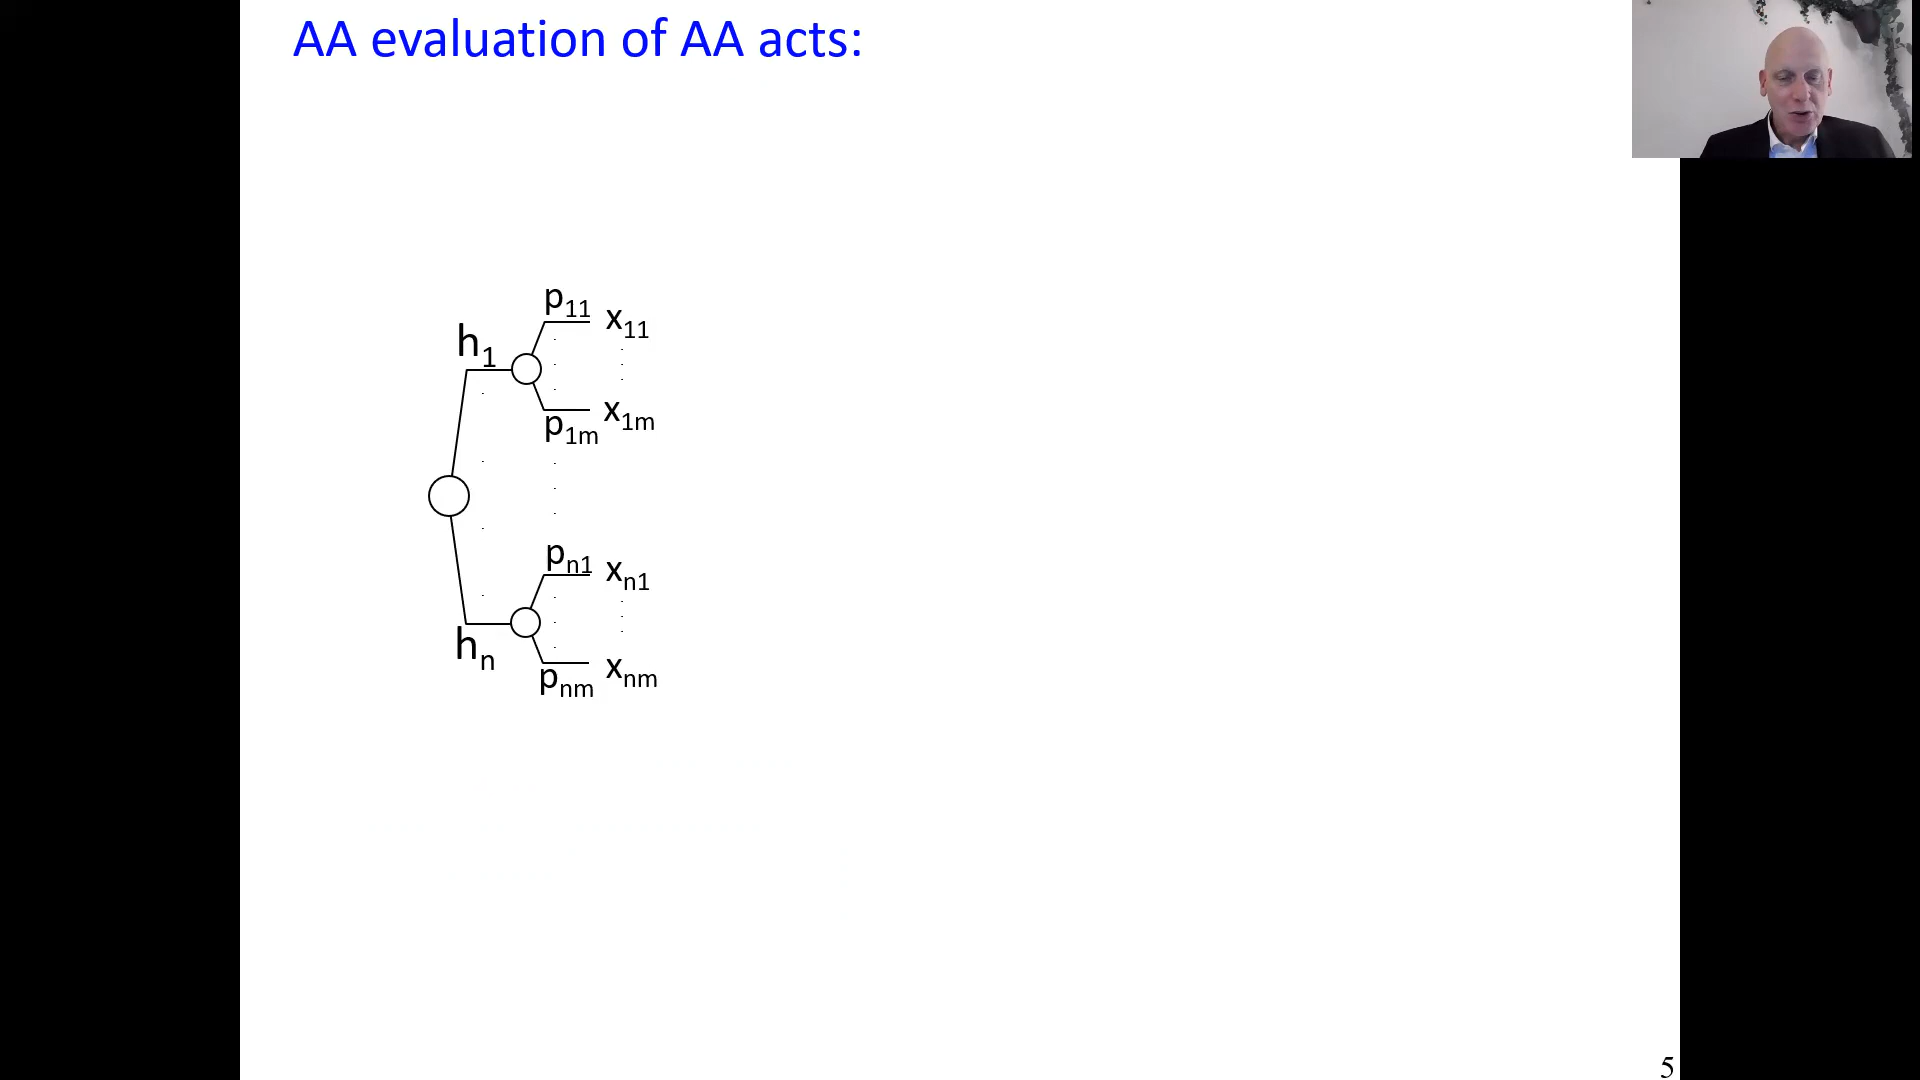 AA evaluation of AA acts:
p11 x11
h1
p1m x1m
pn1 xn1
hn
pnm xnm
5